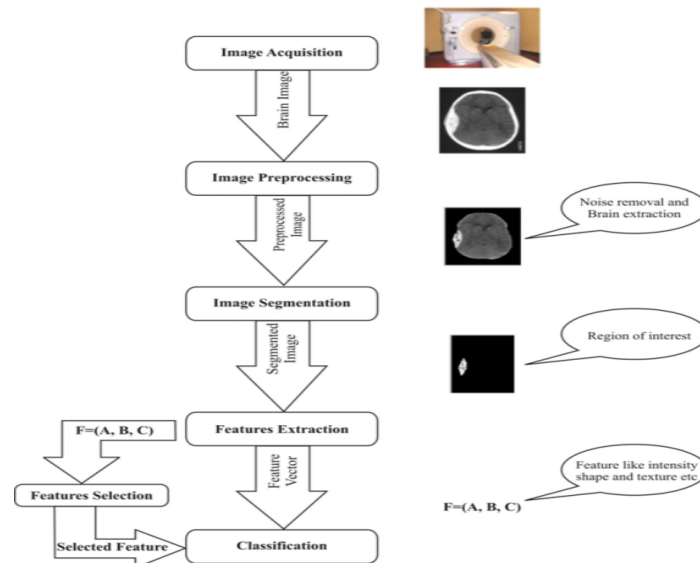 Image Acquisition
Brain Image
Image Preprocessing
Noise removal and
Brain extraction
Preprocessed
Image
Image Segmentation
Region of interest
Segmented
Image
F=(A, B, C)
Features Extraction
Feature like intensity
shape and texture etc
Feature
Vector
Features Selection
F=(A, B, C)
Selected Feature
Classification